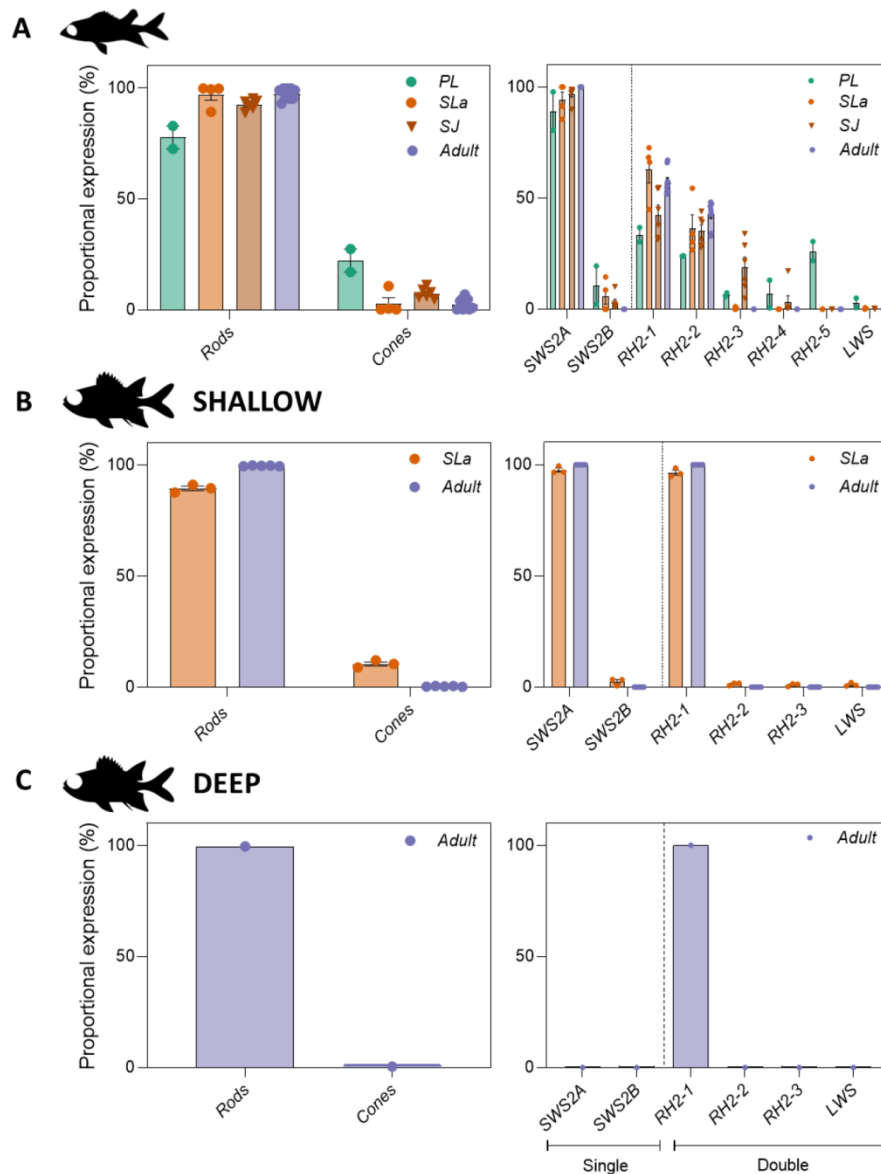 A
Proportional expression (%)
100
50
0
PL
SLa
SJ
Adult
Rods
Cones
100
50
0
PL
SLa
SJ
Adult
SWS2A
SWS2B
RH2-1
RH2-2
RH2-3
RH2-4
RH2-5
LWS
B
SHALLOW
Proportional expression (%)
100
50
0
SLa
Adult
Rods
Cones
100
50
0
SLa
Adult
SWS2A
SWS2B
RH2-1
RH2-2
RH2-3
LWS
C
DEEP
Proportional expression (%)
100
50
0
Adult
Rods
Cones
100
50
0
Adult
SWS2A
SWS2B
RH2-1
RH2-2
RH2-3
LWS
Single
Double